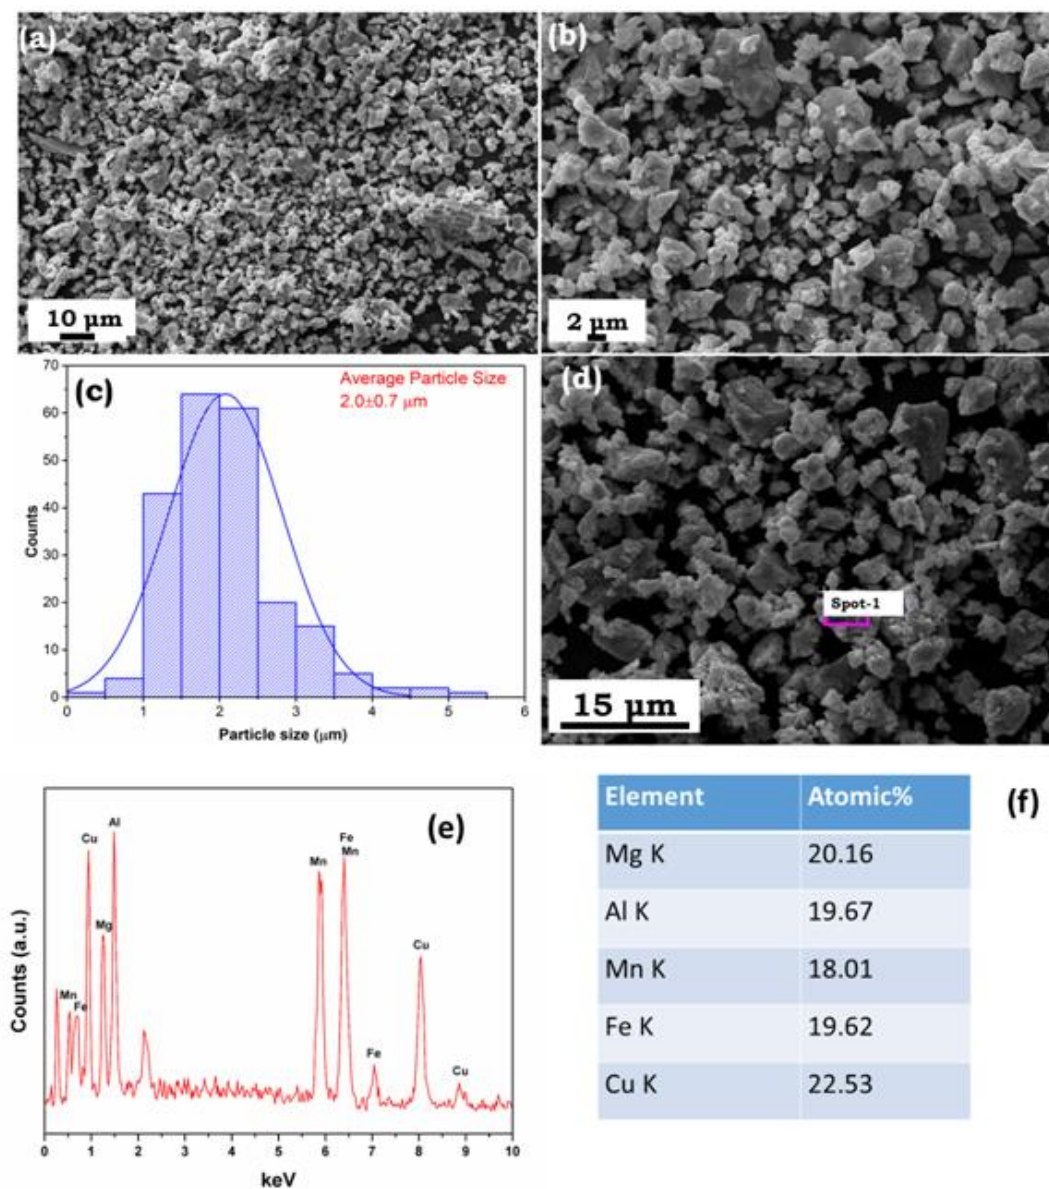 (a)
10 µm
(b)
2 µm
(c)
Average Particle Size
2.0±0.7 µm
70
60
50
40
30
20
10
0
Counts
0 1 2 3 4 5 6
Particle size (µm)
(d)
Spot-1
15 µm
(e)
Cu
Al
Mg
Mn
Fe
Mn
Fe
Mn
Fe
Cu
Cu
Counts (a.u.)
0 1 2 3 4 5 6 7 8 9 10
keV
(f)
Element Atomic%
Mg K 20.16
Al K 19.67
Mn K 18.01
Fe K 19.62
Cu K 22.53